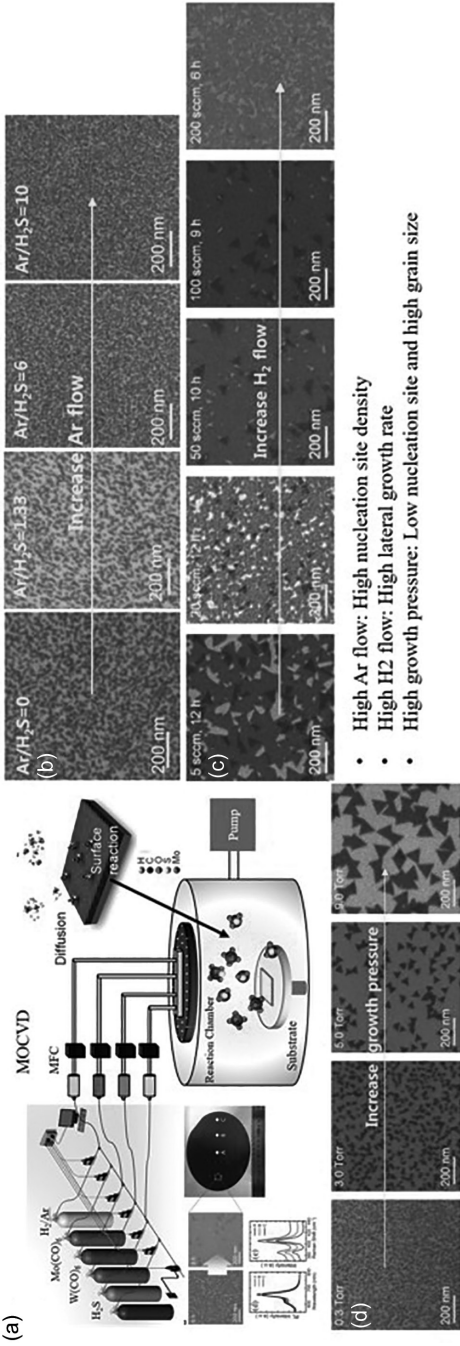 (a)
MOCVD
H₂/Ar
Mo(CO)₆
W(CO)₆
H₂S
MFC
Diffusion
Surface
reaction
H
C
O
S
Mo
Reaction Chamber
Substrate
Pump
(b)
Ar/H₂S=0
Ar/H₂S=1.33
Ar/H₂S=6
Ar/H₂S=10
Increase Ar flow
200 nm
200 nm
200 nm
200 nm
(c)
5 sccm, 12 h
50 sccm, 10 h
100 sccm, 9 h
200 sccm, 6 h
Increase H₂ flow
200 nm
200 nm
200 nm
200 nm
200 nm
(d)
0.3 Torr
3.0 Torr
5.0 Torr
9.0 Torr
Increase growth pressure
200 nm
200 nm
200 nm
200 nm
• High Ar flow: High nucleation site density
• High H2 flow: High lateral growth rate
• High growth pressure: Low nucleation site and high grain size